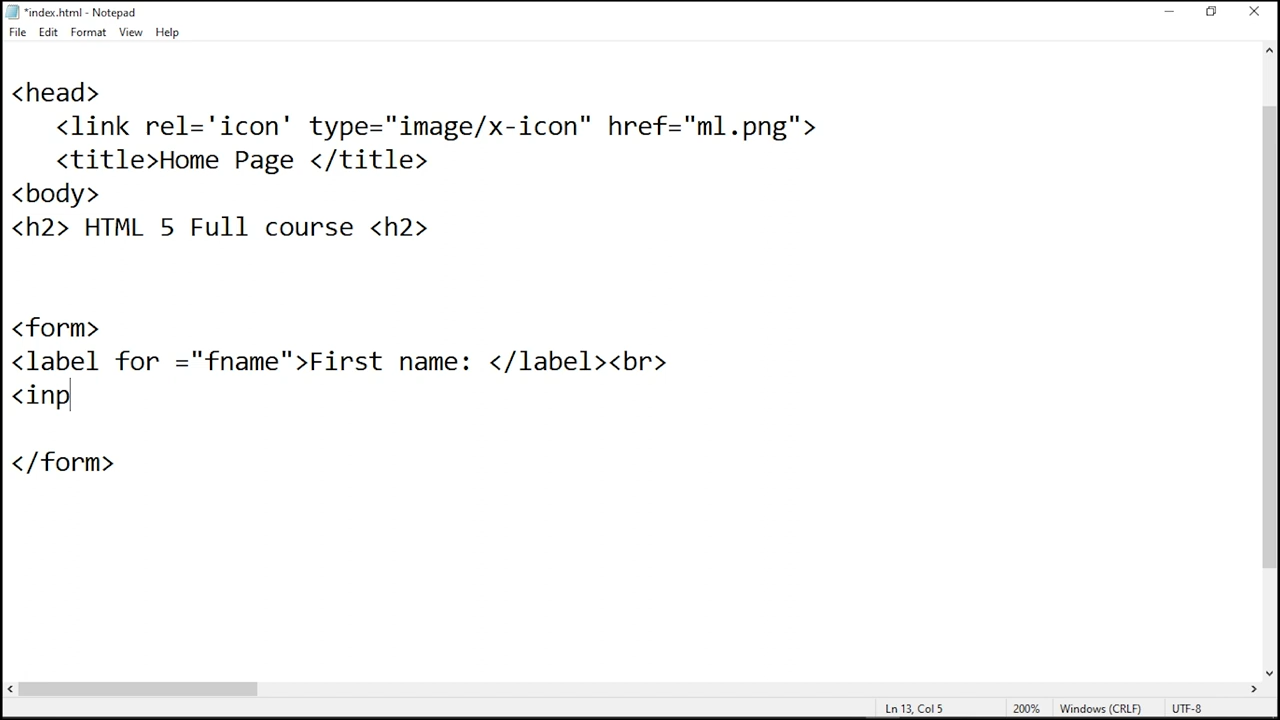 *index.html - Notepad
File Edit Format View Help
<head>
<link rel='icon' type="image/x-icon" href="ml.png">
<title>Home Page </title>
<body>
<h2> HTML 5 Full course <h2>
<form>
<label for ="fname">First name: </label><br>
<inp
</form>
Ln 13, Col 5 200% Windows (CRLF) UTF-8